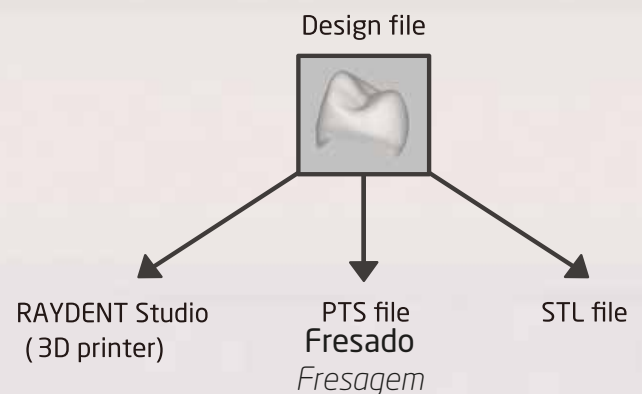 Design file
RAYDENT Studio
( 3D printer)
PTS file
Fresado
Fresagem
STL file